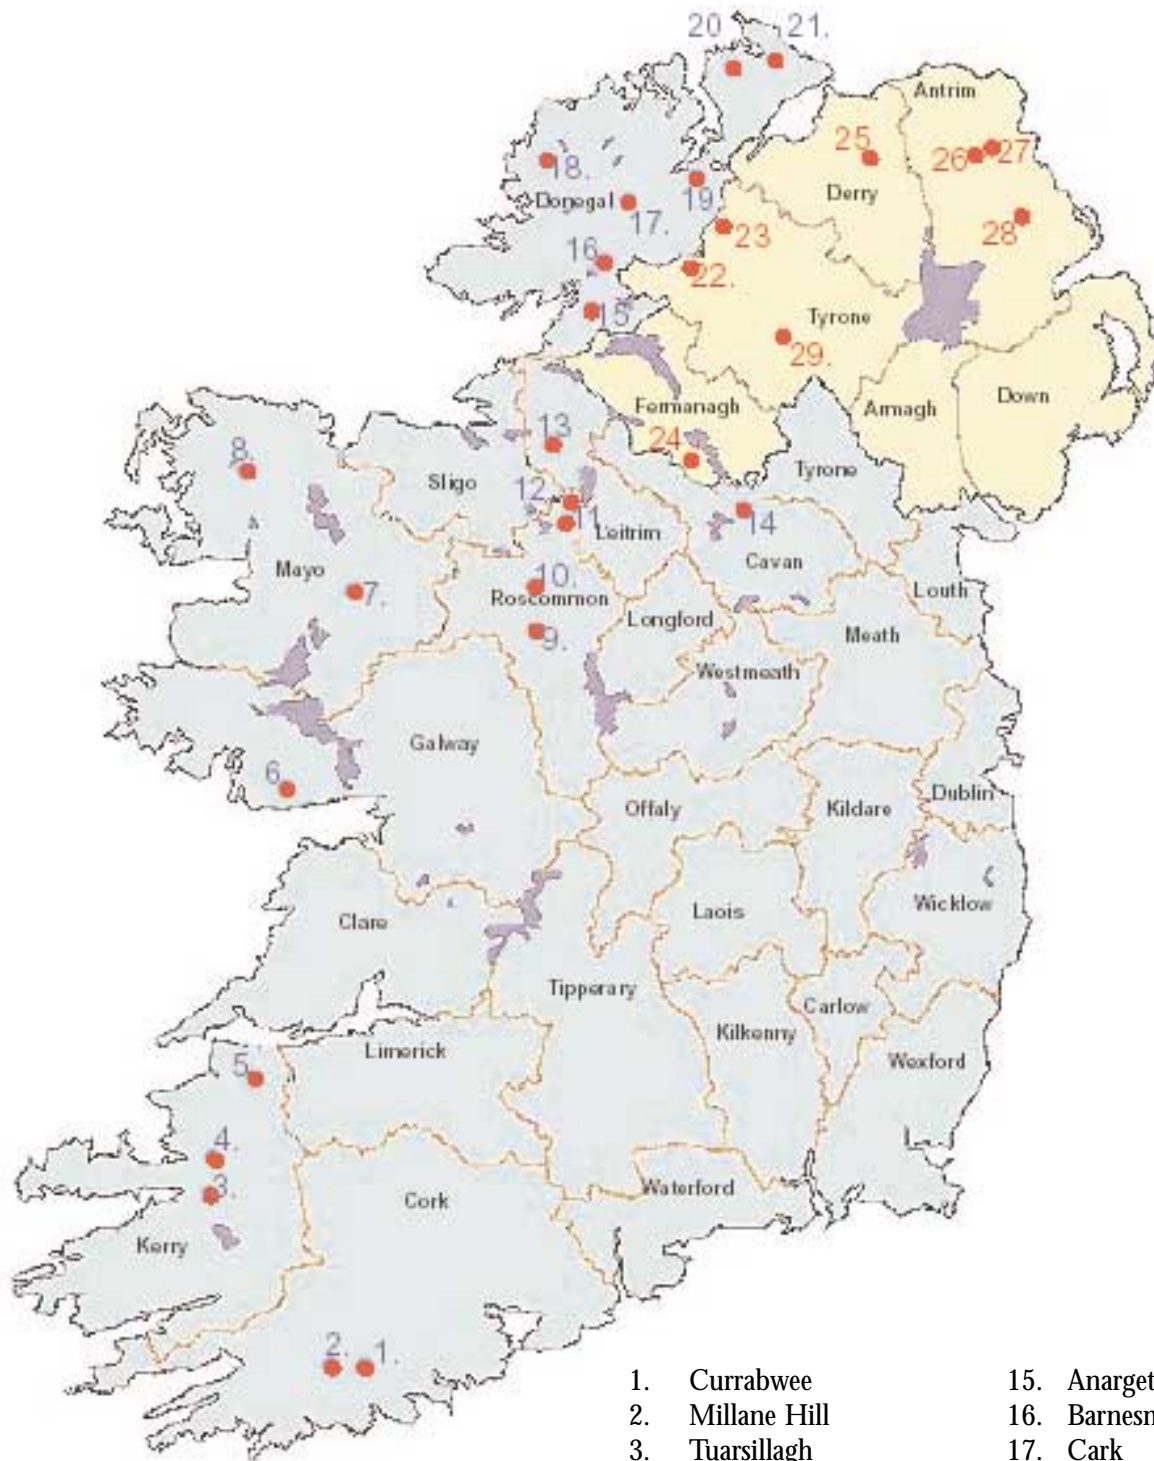 20 21.
Antrim
25
26 27
18.
Derry
Donegal 19
17.
28
23
16
22.
15
Tyrone
29.
Fermanagh
Armagh Down
13
24
8.
Sligo
Tyrone
12.
11
Leitrim
14
Cavan
Mayo
10.
7.
Roscommon
Louth
Longford
9.
Meath
Westmeath
Galway
6
Dublin
Offaly
Kildare
Wicklow
Laois
Clare
Tipperary
Carlow
Kilkenny
Limerick
Wexford
5
4.
3.
Waterford
Cork
Kerry
2. 1.
1. Currabwee 15. Anarget
2. Millane Hill 16. Barnesn
3. Tuarsillagh 17. Cark